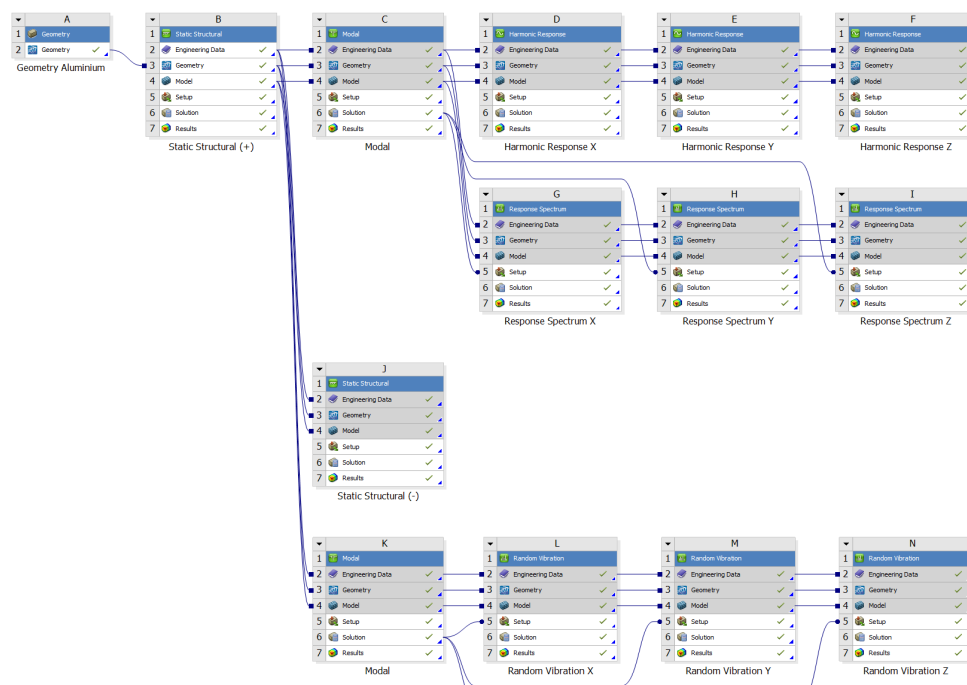 A
1 Geometry
2 Geometry
Geometry Aluminium
B
1 Static Structural
2 Engineering Data
3 Geometry
4 Model
5 Setup
6 Solution
7 Results
Static Structural (+)
C
1 Modal
2 Engineering Data
3 Geometry
4 Model
5 Setup
6 Solution
7 Results
Modal
D
1 Harmonic Response
2 Engineering Data
3 Geometry
4 Model
5 Setup
6 Solution
7 Results
Harmonic Response X
E
1 Harmonic Response
2 Engineering Data
3 Geometry
4 Model
5 Setup
6 Solution
7 Results
Harmonic Response Y
F
1 Harmonic Response
2 Engineering Data
3 Geometry
4 Model
5 Setup
6 Solution
7 Results
Harmonic Response Z
G
1 Response Spectrum
2 Engineering Data
3 Geometry
4 Model
5 Setup
6 Solution
7 Results
Response Spectrum X
H
1 Response Spectrum
2 Engineering Data
3 Geometry
4 Model
5 Setup
6 Solution
7 Results
Response Spectrum Y
I
1 Response Spectrum
2 Engineering Data
3 Geometry
4 Model
5 Setup
6 Solution
7 Results
Response Spectrum Z
J
1 Static Structural
2 Engineering Data
3 Geometry
4 Model
5 Setup
6 Solution
7 Results
Static Structural (-)
K
1 Modal
2 Engineering Data
3 Geometry
4 Model
5 Setup
6 Solution
7 Results
Modal
L
1 Random Vibration
2 Engineering Data
3 Geometry
4 Model
5 Setup
6 Solution
7 Results
Random Vibration X
M
1 Random Vibration
2 Engineering Data
3 Geometry
4 Model
5 Setup
6 Solution
7 Results
Random Vibration Y
N
1 Random Vibration
2 Engineering Data
3 Geometry
4 Model
5 Setup
6 Solution
7 Results
Random Vibration Z